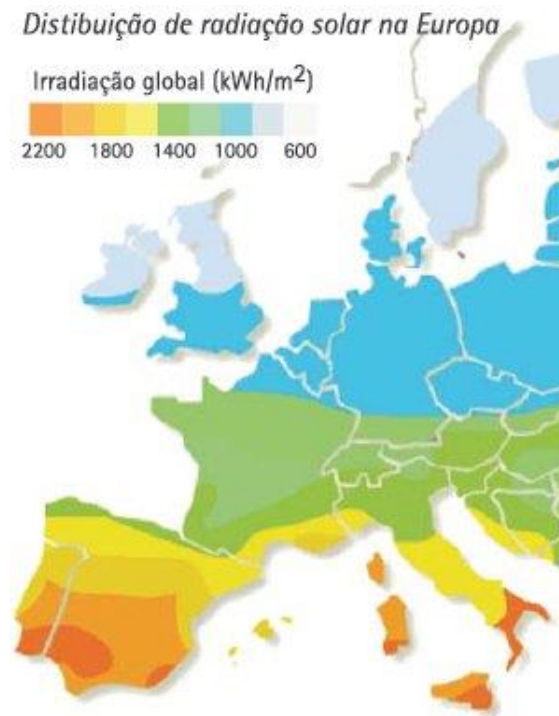 Distibuição de radiação solar na Europa
Irradiação global (kWh/m²)
2200 1800 1400 1000 600